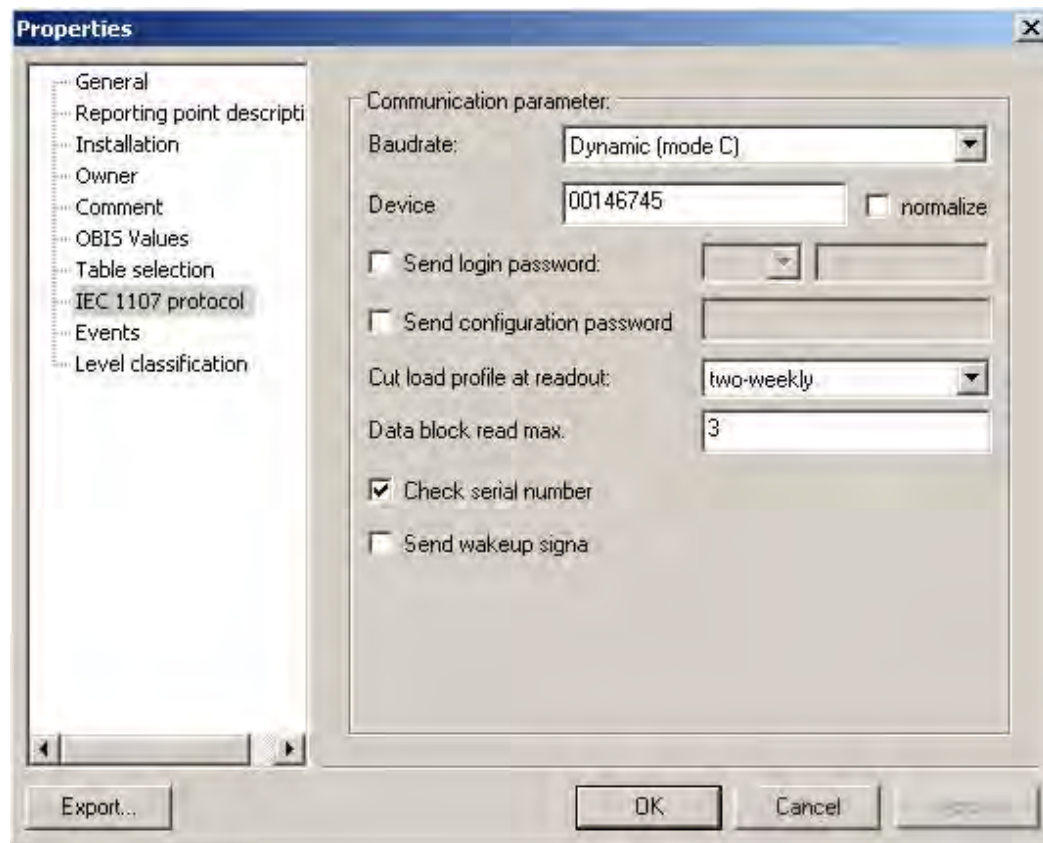 Properties
General
Reporting point descripti
Installation
Owner
Comment
OBIS Values
Table selection
IEC 1107 protocol
Events
Level classification
Communication parameter:
Baudrate: Dynamic (mode C)
Device 00146745 normalize
Send login password:
Send configuration password
Cut load profile at readout: two-weekly
Data block read max. 3
Check serial number
Send wakeup signa
Export... OK Cancel